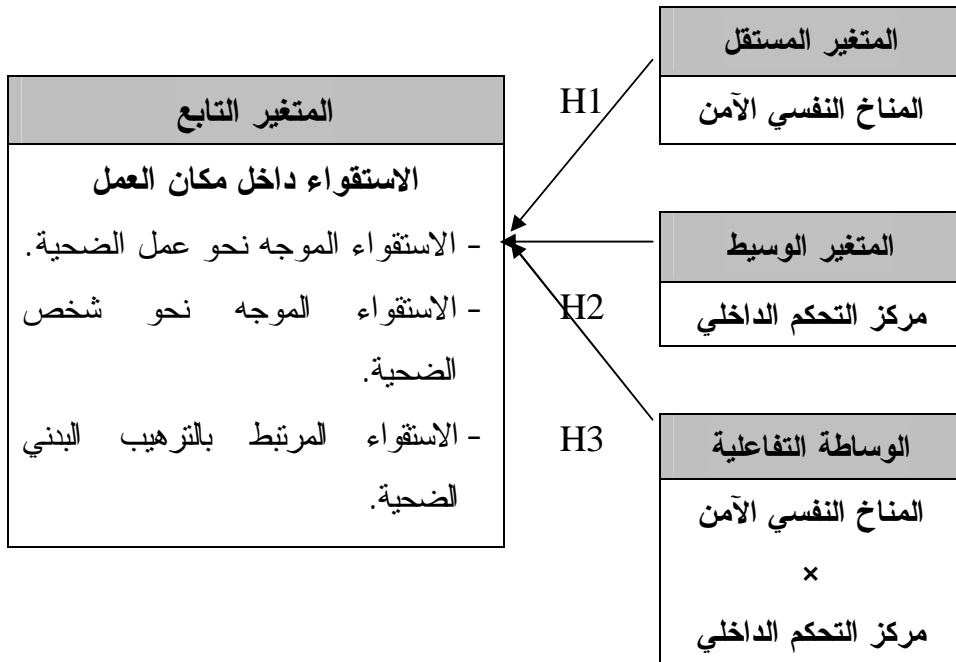 المتغير المستقل
المناخ النفسي الآمن
H1
المتغير التابع
الاستقواء داخل مكان العمل
- الاستقواء الموجه نحو عمل الضحية.
- الاستقواء الموجه نحو شخص
الضحية.
- الاستقواء المرتبط بالترهيب البدني
الضحية.
المتغير الوسيط
مركز التحكم الداخلي
H2
الوساطة التفاعلية
المناخ النفسي الآمن
×
مركز التحكم الداخلي
H3